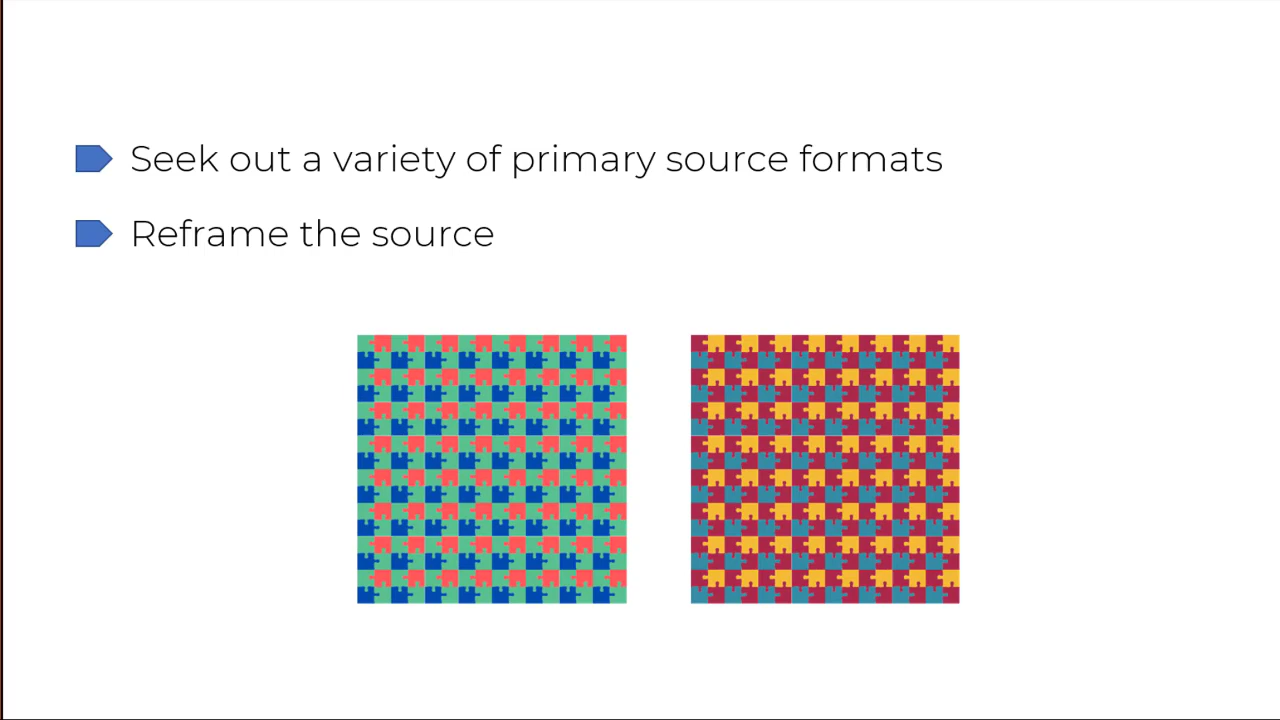 Seek out a variety of primary source formats
Reframe the source